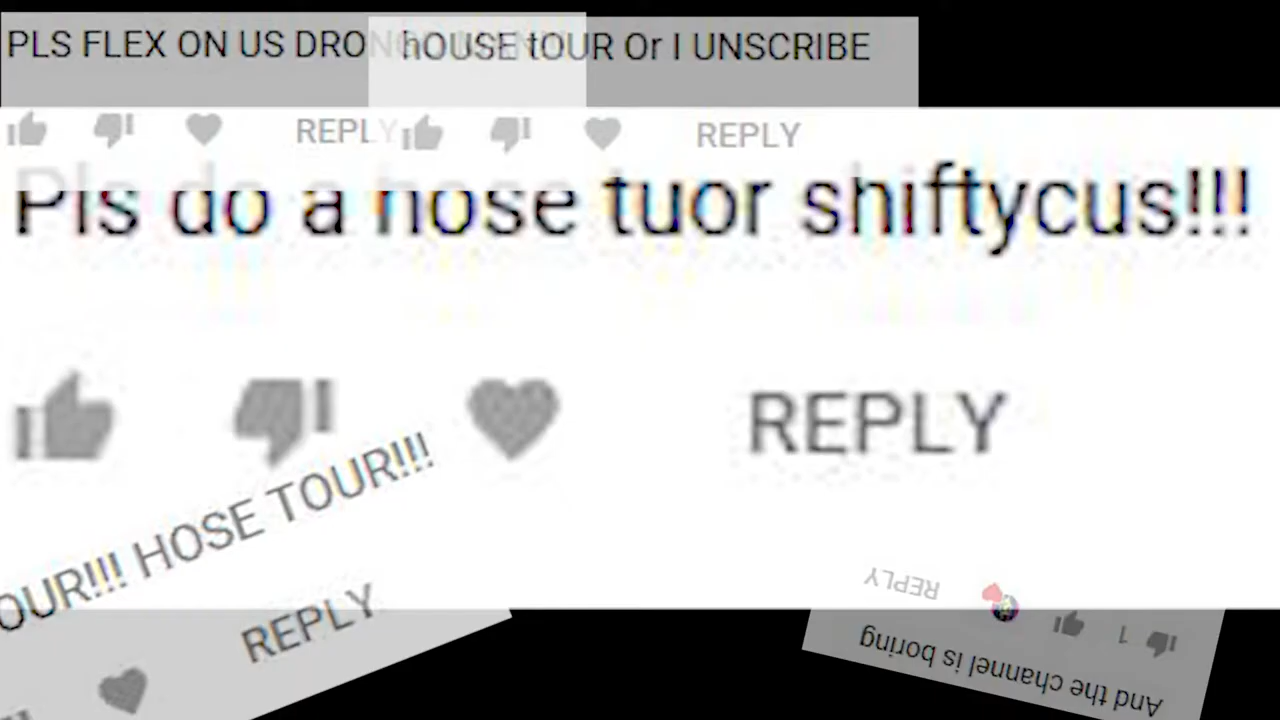 PLS FLEX ON US DRO
hOUSE tOUR Or I UNSCRIBE
REPLY
REPLY
Pls do a hose tuor shiftycus!!!
REPLY
OUR!!! HOSE TOUR!!!
REPLY
REPLY
1
And the channel is boring